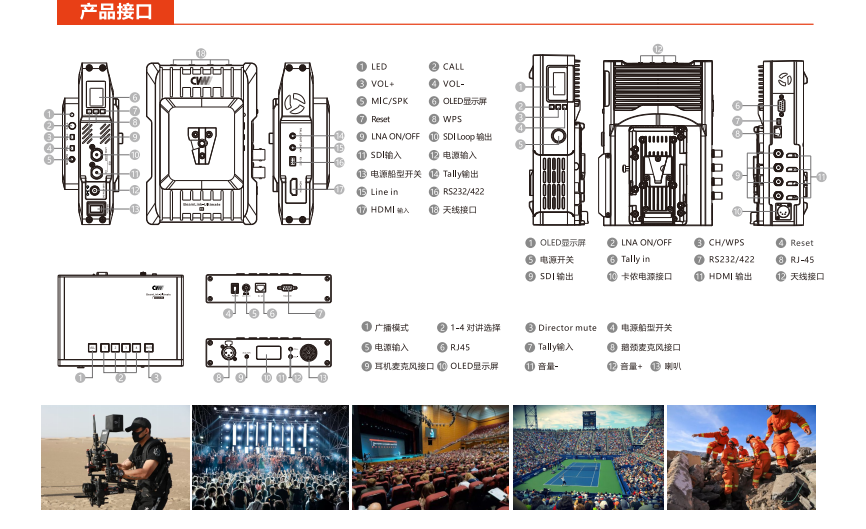 产品接口
① LED ② CALL
③ VOL+ ④ VOL-
⑤ MIC/SPK ⑥ OLED显示屏
⑦ Reset ⑧ WPS
⑨ LNA ON/OFF ⑩ SDI Loop 输出
⑪ SDI输入 ⑫ 电源输入
⑬ 电源船型开关 ⑭ Tally输出
⑮ Line in ⑯ RS232/422
⑰ HDMI 输入 ⑱ 天线接口
① OLED显示屏 ② LNA ON/OFF ③ CH/WPS ④ Reset
⑤ 电源开关 ⑥ Tally in ⑦ RS232/422 ⑧ RJ-45
⑨ SDI 输出 ⑩ 卡侬电源接口 ⑪ HDMI 输出 ⑫ 天线接口
① 广播模式 ② 1-4 对讲选择 ③ Director mute ④ 电源船型开关
⑤ 电源输入 ⑥ RJ45 ⑦ Tally输入 ⑧ 鹅颈麦克风接口
⑨ 耳机麦克风接口 ⑩ OLED显示屏 ⑪ 音量- ⑫ 音量+ ⑬ 喇叭
CVW
BeamLink-Ultimate
CVW